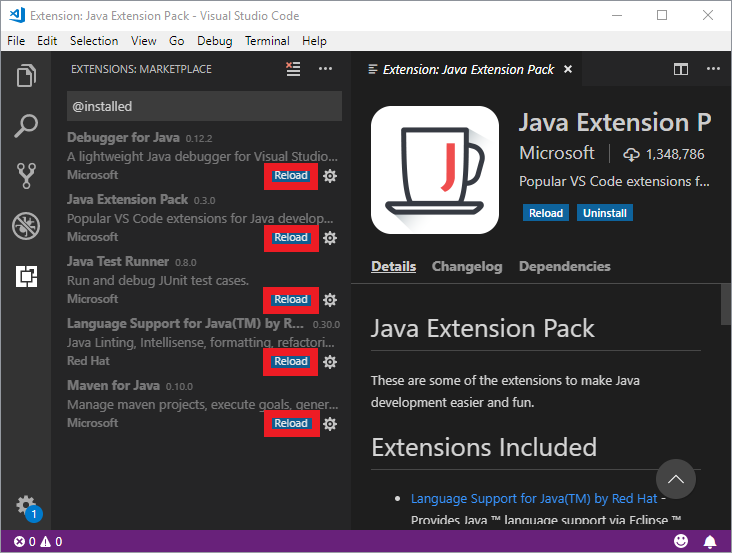 Extension: Java Extension Pack - Visual Studio Code
File Edit Selection View Go Debug Terminal Help
EXTENSIONS: MARKETPLACE
@installed
Debugger for Java 0.12.2
A lightweight Java debugger for Visual Studio...
Microsoft Reload
Java Extension Pack 0.3.0
Popular VS Code extensions for Java develop...
Microsoft Reload
Java Test Runner 0.8.0
Run and debug JUnit test cases.
Microsoft Reload
Language Support for Java(TM) by R... 0.30.0
Java Linting, Intellisense, formatting, refactori...
Red Hat Reload
Maven for Java 0.10.0
Manage maven projects, execute goals, gener...
Microsoft Reload
1
Extension: Java Extension Pack
J
Java Extension P
Microsoft 1,348,786
Popular VS Code extensions f...
Reload Uninstall
Details Changelog Dependencies
Java Extension Pack
These are some of the extensions to make Java
development easier and fun.
Extensions Included
• Language Support for Java(TM) by Red Hat -
Provides Java ™ language support via Eclipse ™
0 0